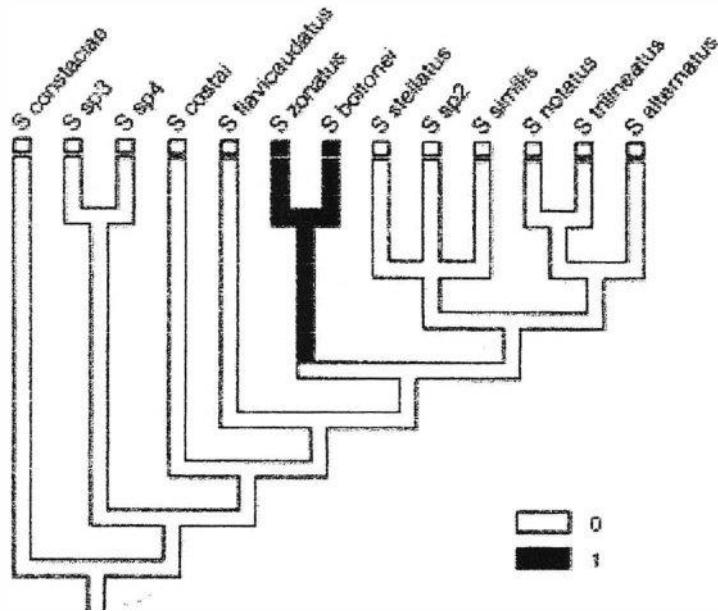 S constaciae
S sp3
S sp4
S costai
S flavicaudatus
S zonatus
S boitonei
S stellatus
S sp2
S similis
S notatus
S trilineatus
S alternatus
0
1